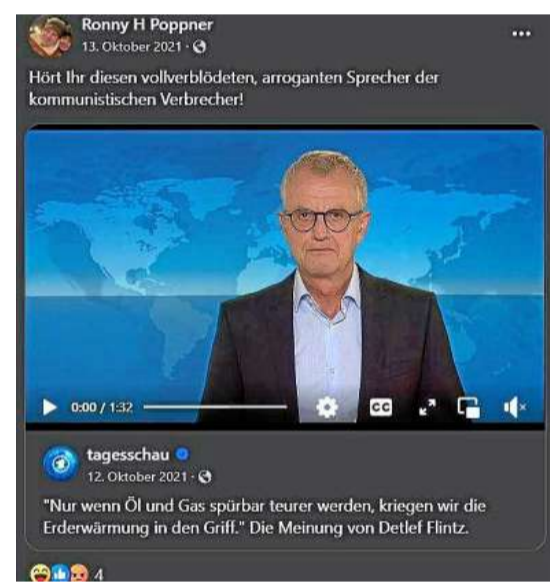 Ronny H Poppner
13. Oktober 2021 ·
Hört Ihr diesen vollverblödeten, arroganten Sprecher der
kommunistischen Verbrecher!
0:00 / 1:32
CC
tagesschau
12. Oktober 2021 ·
"Nur wenn Öl und Gas spürbar teurer werden, kriegen wir die
Erderwärmung in den Griff." Die Meinung von Detlef Flintz.
4